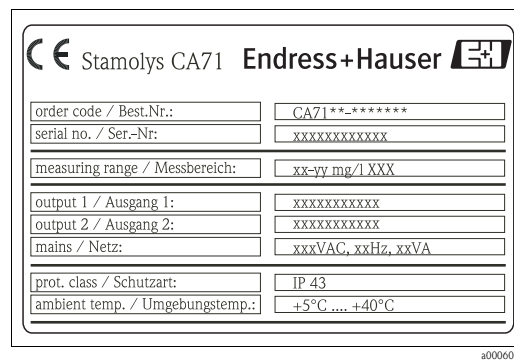 CE Stamolys CA71 Endress+Hauser E+H
order code / Best.Nr.: CA71**-*******
serial no. / Ser.-Nr: xxxxxxxxxxxx
measuring range / Messbereich: xx-yy mg/l XXX
output 1 / Ausgang 1: xxxxxxxxxxx
output 2 / Ausgang 2: xxxxxxxxxxx
mains / Netz: xxxVAC, xxHz, xxVA
prot. class / Schutzart: IP 43
ambient temp. / Umgebungstemp.: +5°C .... +40°C
a00060